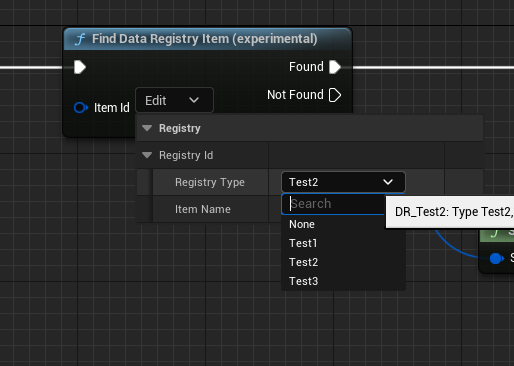 f Find Data Registry Item (experimental)
Found
Not Found
Item Id Edit
Registry
Registry Id
Registry Type Test2
Item Name Search
DR_Test2: Type Test2,
None
Test1
Test2
Test3
f S
S